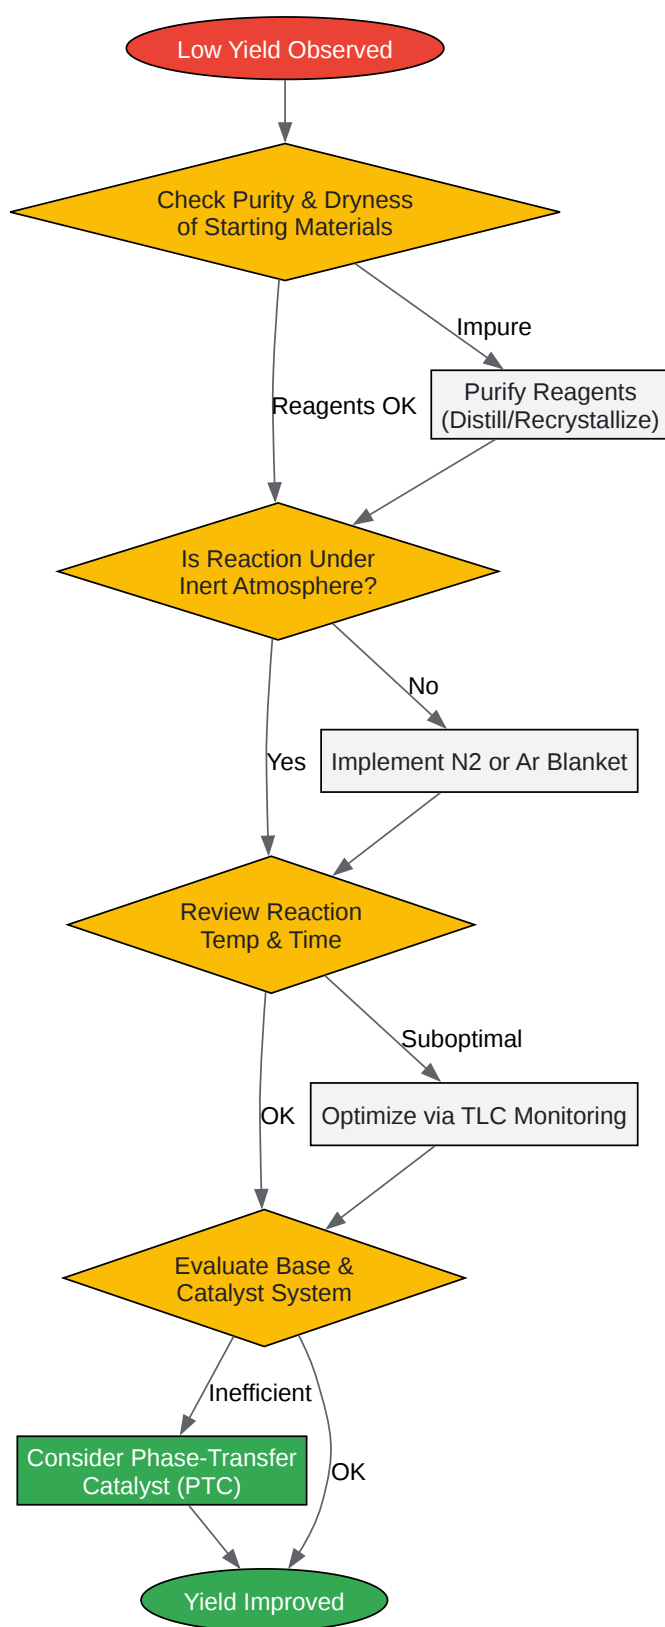 Low Yield Observed
Check Purity & Dryness
of Starting Materials
Impure
Purify Reagents
(Distill/Recrystallize)
Reagents OK
Is Reaction Under
Inert Atmosphere?
No
Implement N2 or Ar Blanket
Yes
Review Reaction
Temp & Time
Suboptimal
Optimize via TLC Monitoring
OK
Evaluate Base &
Catalyst System
Inefficient
Consider Phase-Transfer
Catalyst (PTC)
OK
Yield Improved